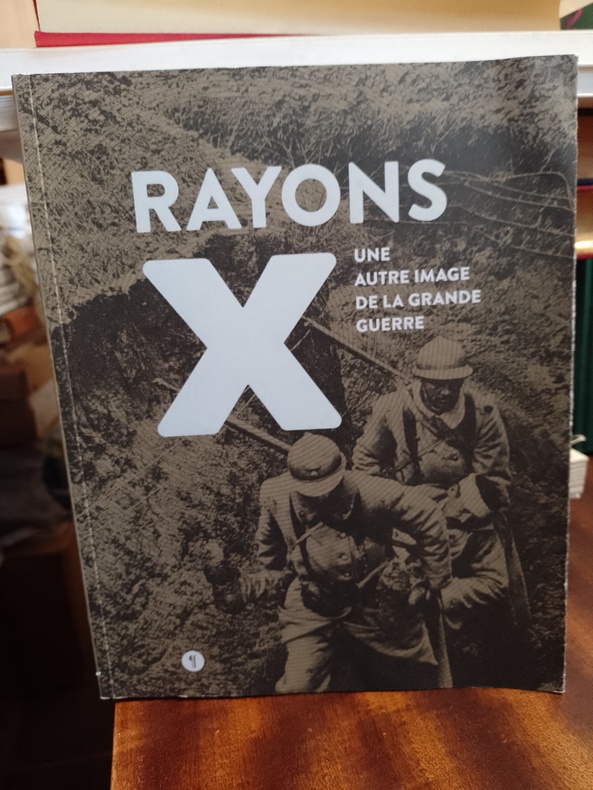 RAYONS
X
UNE
AUTRE IMAGE
DE LA GRANDE
GUERRE